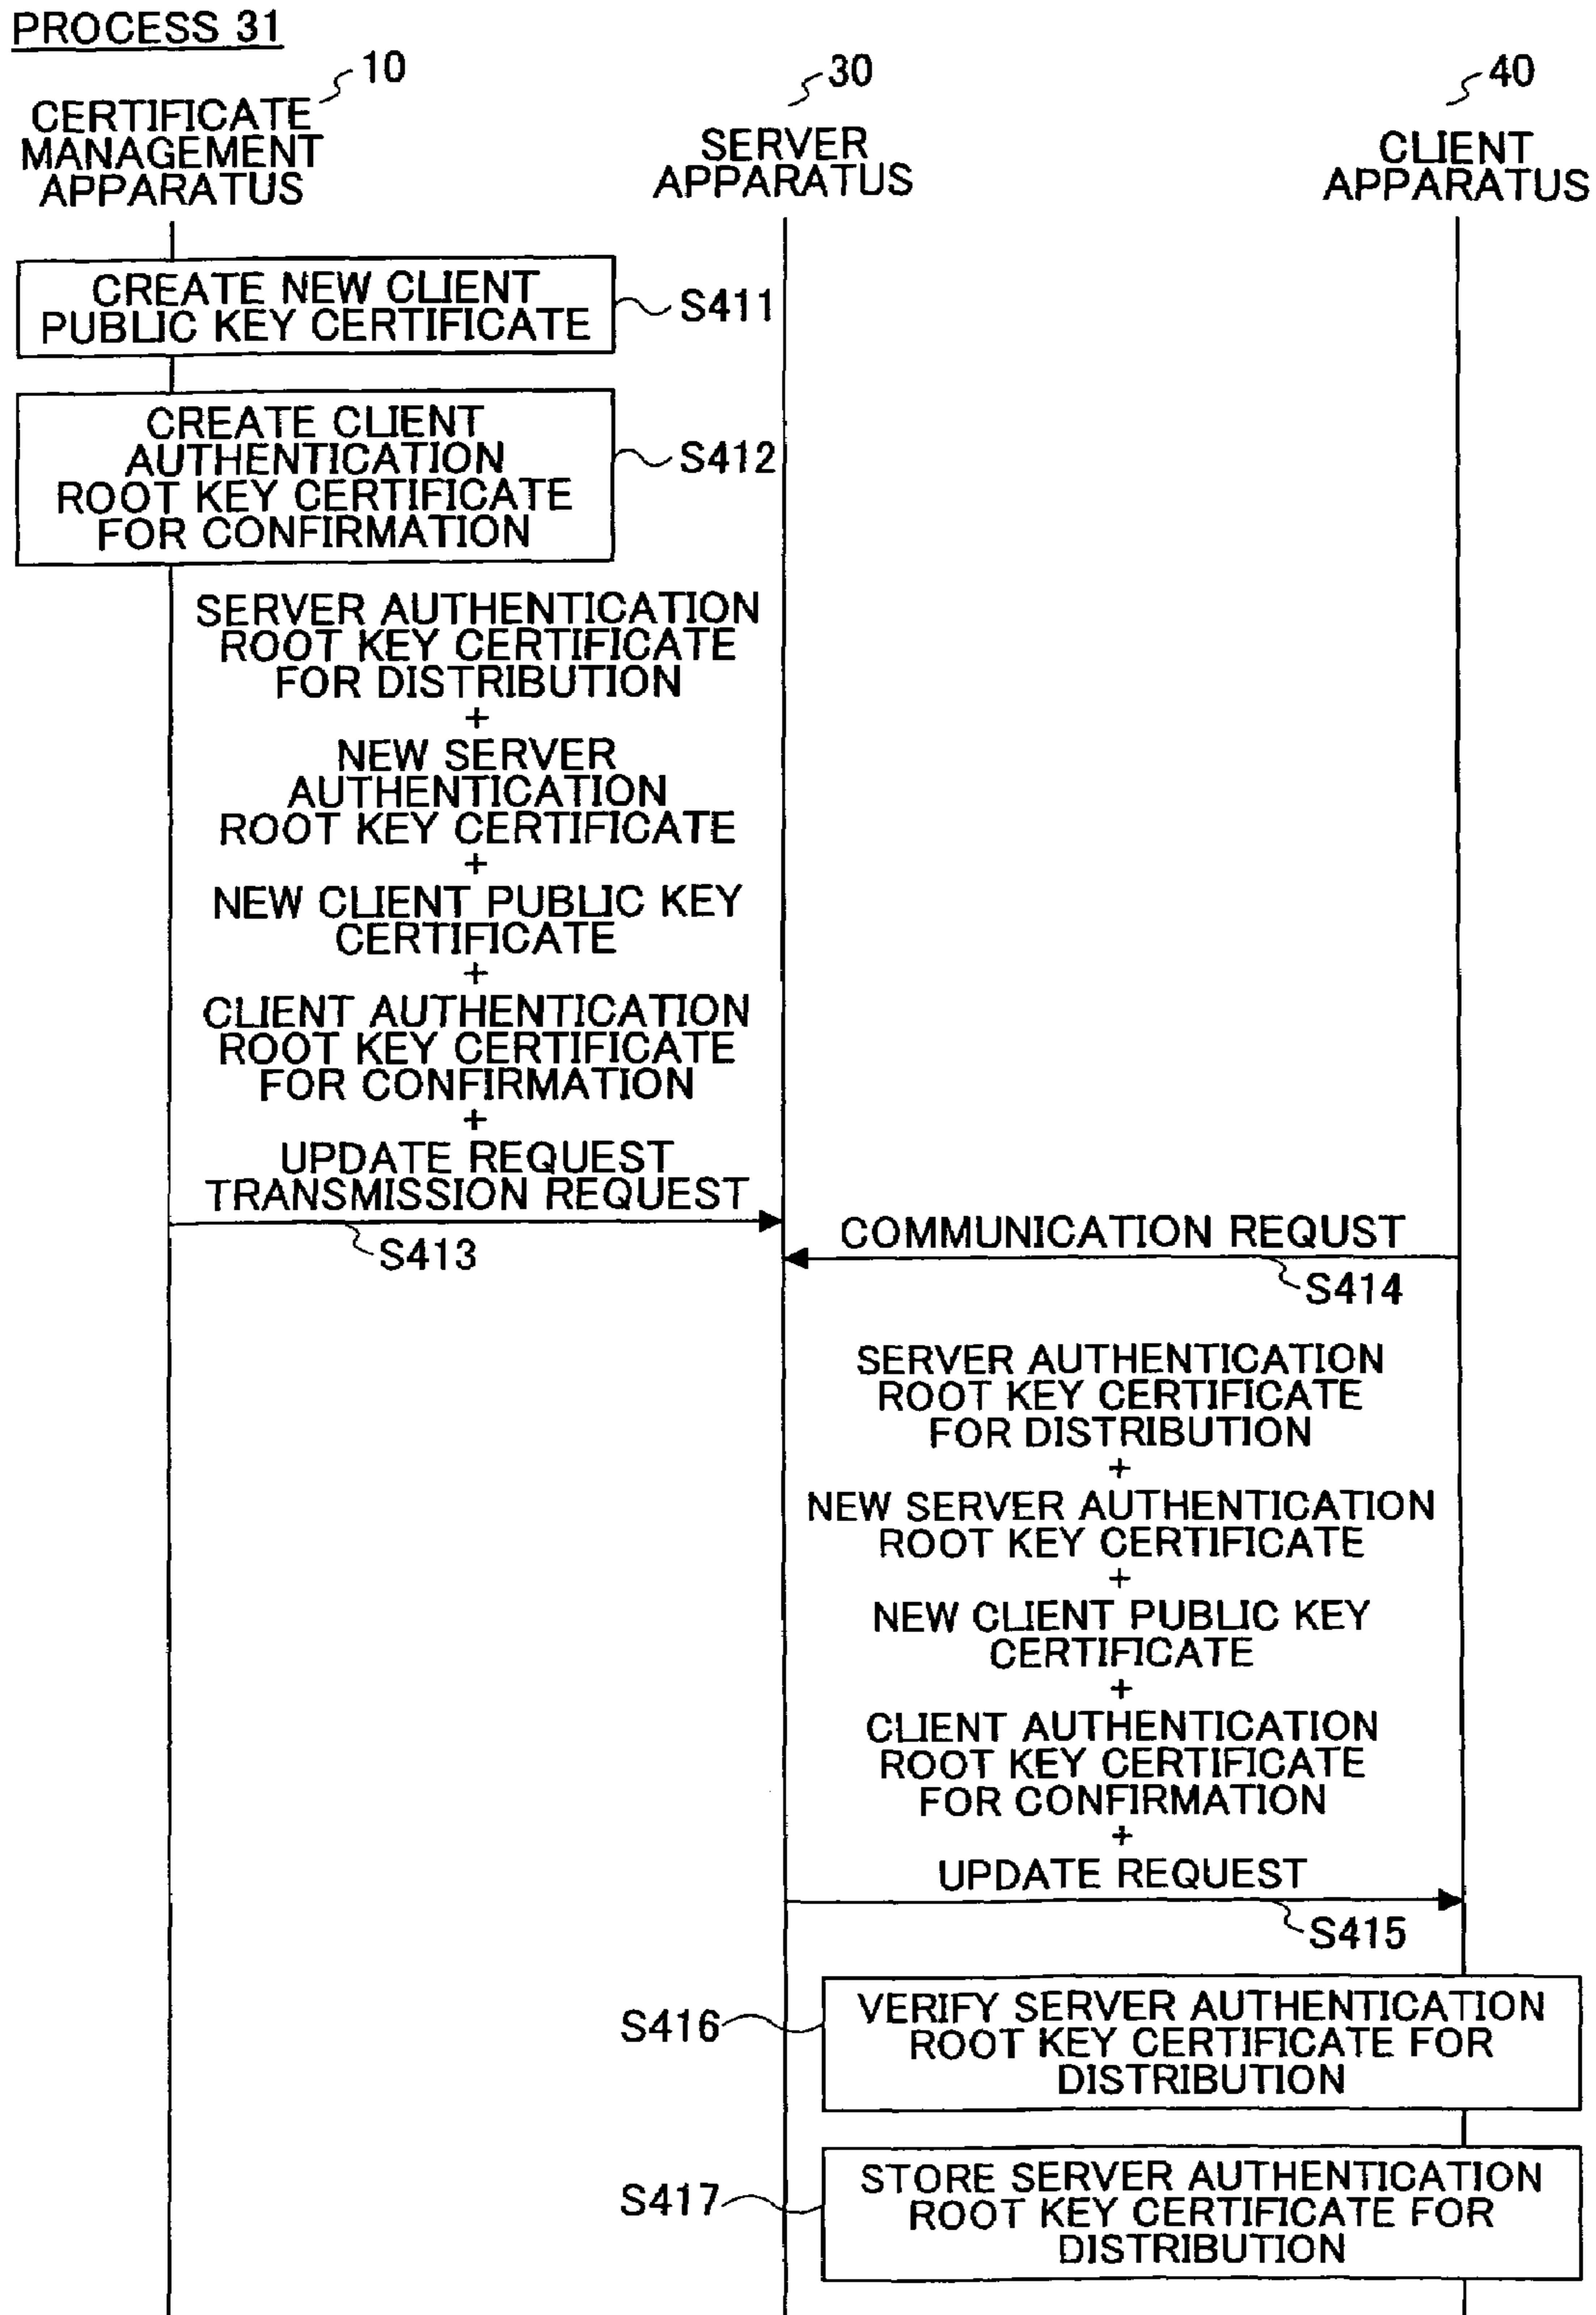 PROCESS 31
10
30
40
CERTIFICATE
MANAGEMENT
APPARATUS
SERVER
APPARATUS
CLIENT
APPARATUS
CREATE NEW CLIENT
PUBLIC KEY CERTIFICATE
S411
CREATE CLIENT
AUTHENTICATION
ROOT KEY CERTIFICATE
FOR CONFIRMATION
S412
SERVER AUTHENTICATION
ROOT KEY CERTIFICATE
FOR DISTRIBUTION
+
NEW SERVER
AUTHENTICATION
ROOT KEY CERTIFICATE
+
NEW CLIENT PUBLIC KEY
CERTIFICATE
+
CLIENT AUTHENTICATION
ROOT KEY CERTIFICATE
FOR CONFIRMATION
+
UPDATE REQUEST
TRANSMISSION REQUEST
S413
COMMUNICATION REQUST
S414
SERVER AUTHENTICATION
ROOT KEY CERTIFICATE
FOR DISTRIBUTION
+
NEW SERVER AUTHENTICATION
ROOT KEY CERTIFICATE
+
NEW CLIENT PUBLIC KEY
CERTIFICATE
+
CLIENT AUTHENTICATION
ROOT KEY CERTIFICATE
FOR CONFIRMATION
+
UPDATE REQUEST
S415
S416
VERIFY SERVER AUTHENTICATION
ROOT KEY CERTIFICATE FOR
DISTRIBUTION
S417
STORE SERVER AUTHENTICATION
ROOT KEY CERTIFICATE FOR
DISTRIBUTION